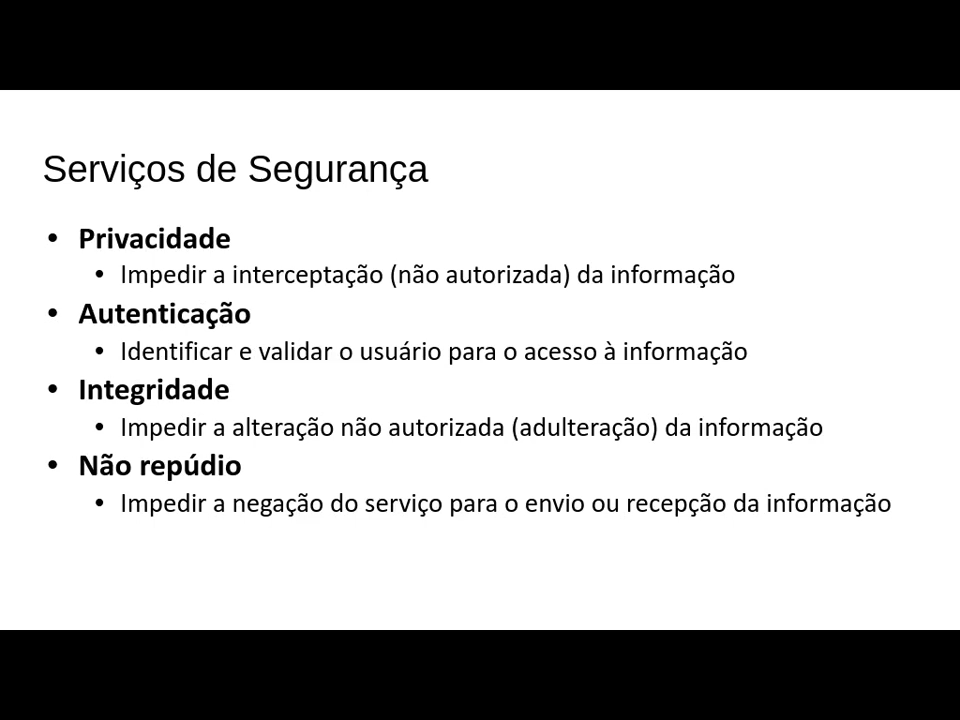 Serviços de Segurança
• Privacidade
• Impedir a interceptação (não autorizada) da informação
• Autenticação
• Identificar e validar o usuário para o acesso à informação
• Integridade
• Impedir a alteração não autorizada (adulteração) da informação
• Não repúdio
• Impedir a negação do serviço para o envio ou recepção da informação